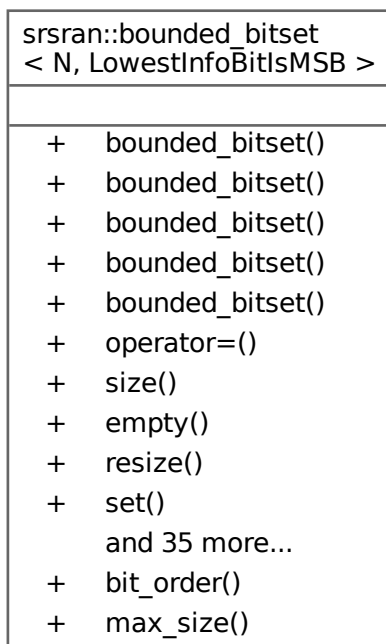 srsran::bounded_bitset
< N, LowestInfoBitIsMSB >
+ bounded_bitset()
+ bounded_bitset()
+ bounded_bitset()
+ bounded_bitset()
+ bounded_bitset()
+ operator=()
+ size()
+ empty()
+ resize()
+ set()
and 35 more...
+ bit_order()
+ max_size()